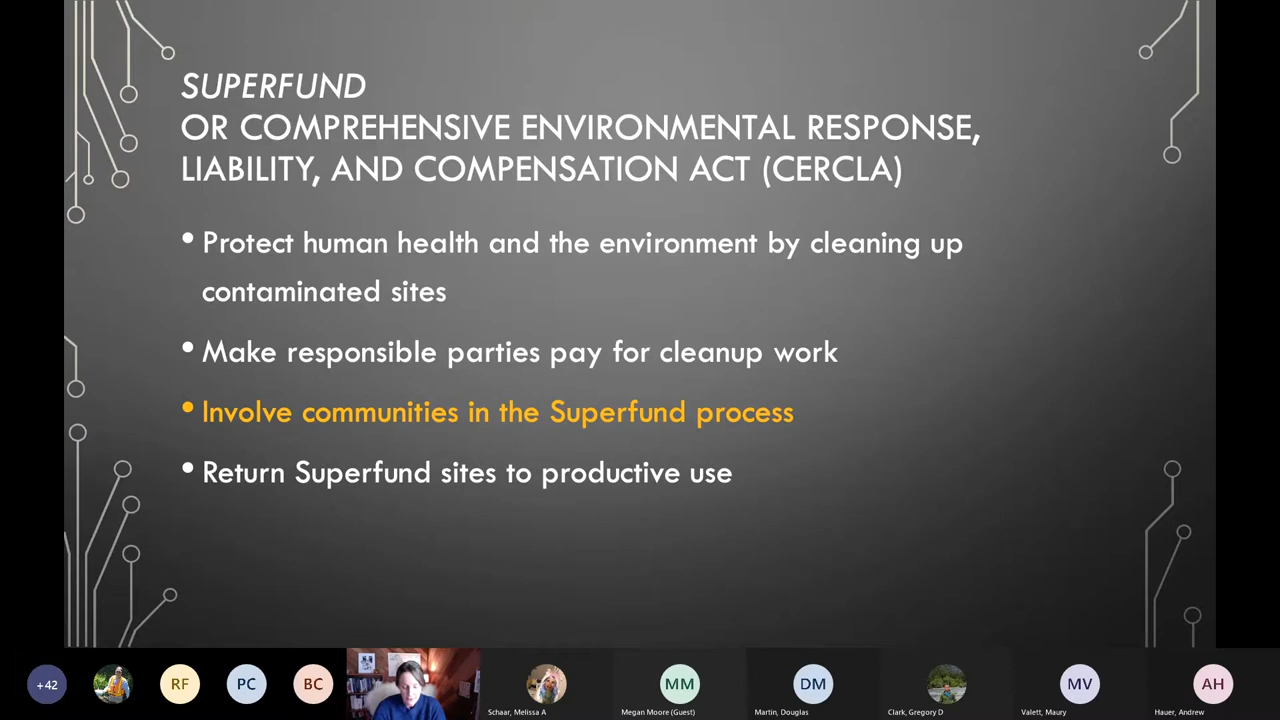 SUPERFUND
OR COMPREHENSIVE ENVIRONMENTAL RESPONSE,
LIABILITY, AND COMPENSATION ACT (CERCLA)
• Protect human health and the environment by cleaning up
contaminated sites
• Make responsible parties pay for cleanup work
• Involve communities in the Superfund process
• Return Superfund sites to productive use
+42
RF
PC
BC
MM
DM
MV
AH
Schaar, Melissa A
Megan Moore (Guest)
Martin, Douglas
Clark, Gregory D
Valett, Maury
Hauer, Andrew